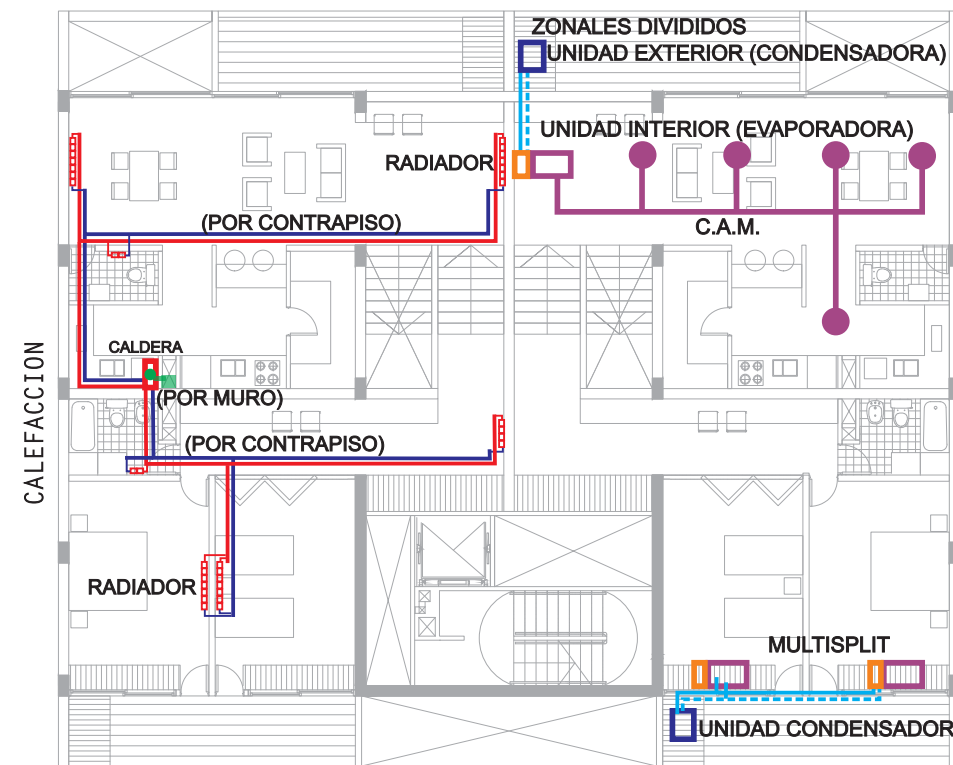 ZONALES DIVIDIDOS
UNIDAD EXTERIOR (CONDENSADORA)
UNIDAD INTERIOR (EVAPORADORA)
RADIADOR
(POR CONTRAPISO)
C.A.M.
CALEFACCION
CALDERA
(POR MURO)
(POR CONTRAPISO)
RADIADOR
MULTISPLIT
UNIDAD CONDENSADOR